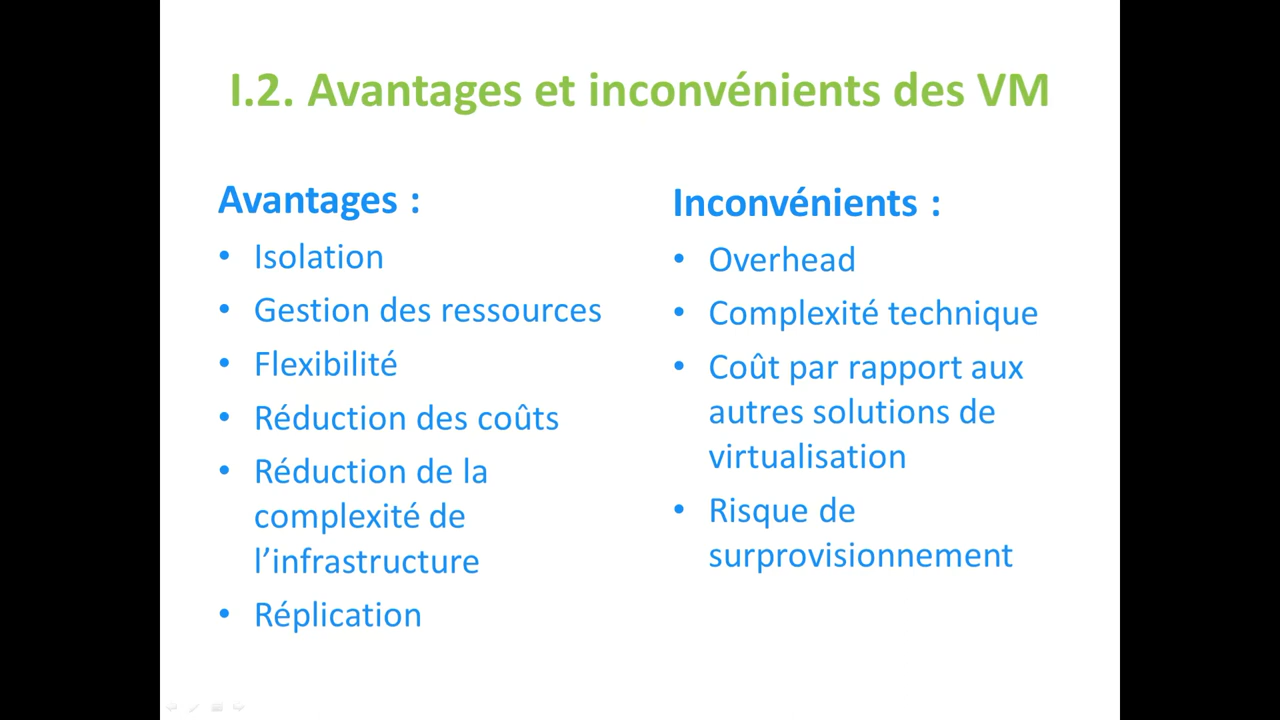 I.2. Avantages et inconvénients des VM
Avantages :
• Isolation
• Gestion des ressources
• Flexibilité
• Réduction des coûts
• Réduction de la
complexité de
l’infrastructure
• Réplication
Inconvénients :
• Overhead
• Complexité technique
• Coût par rapport aux
autres solutions de
virtualisation
• Risque de
surprovisionnement